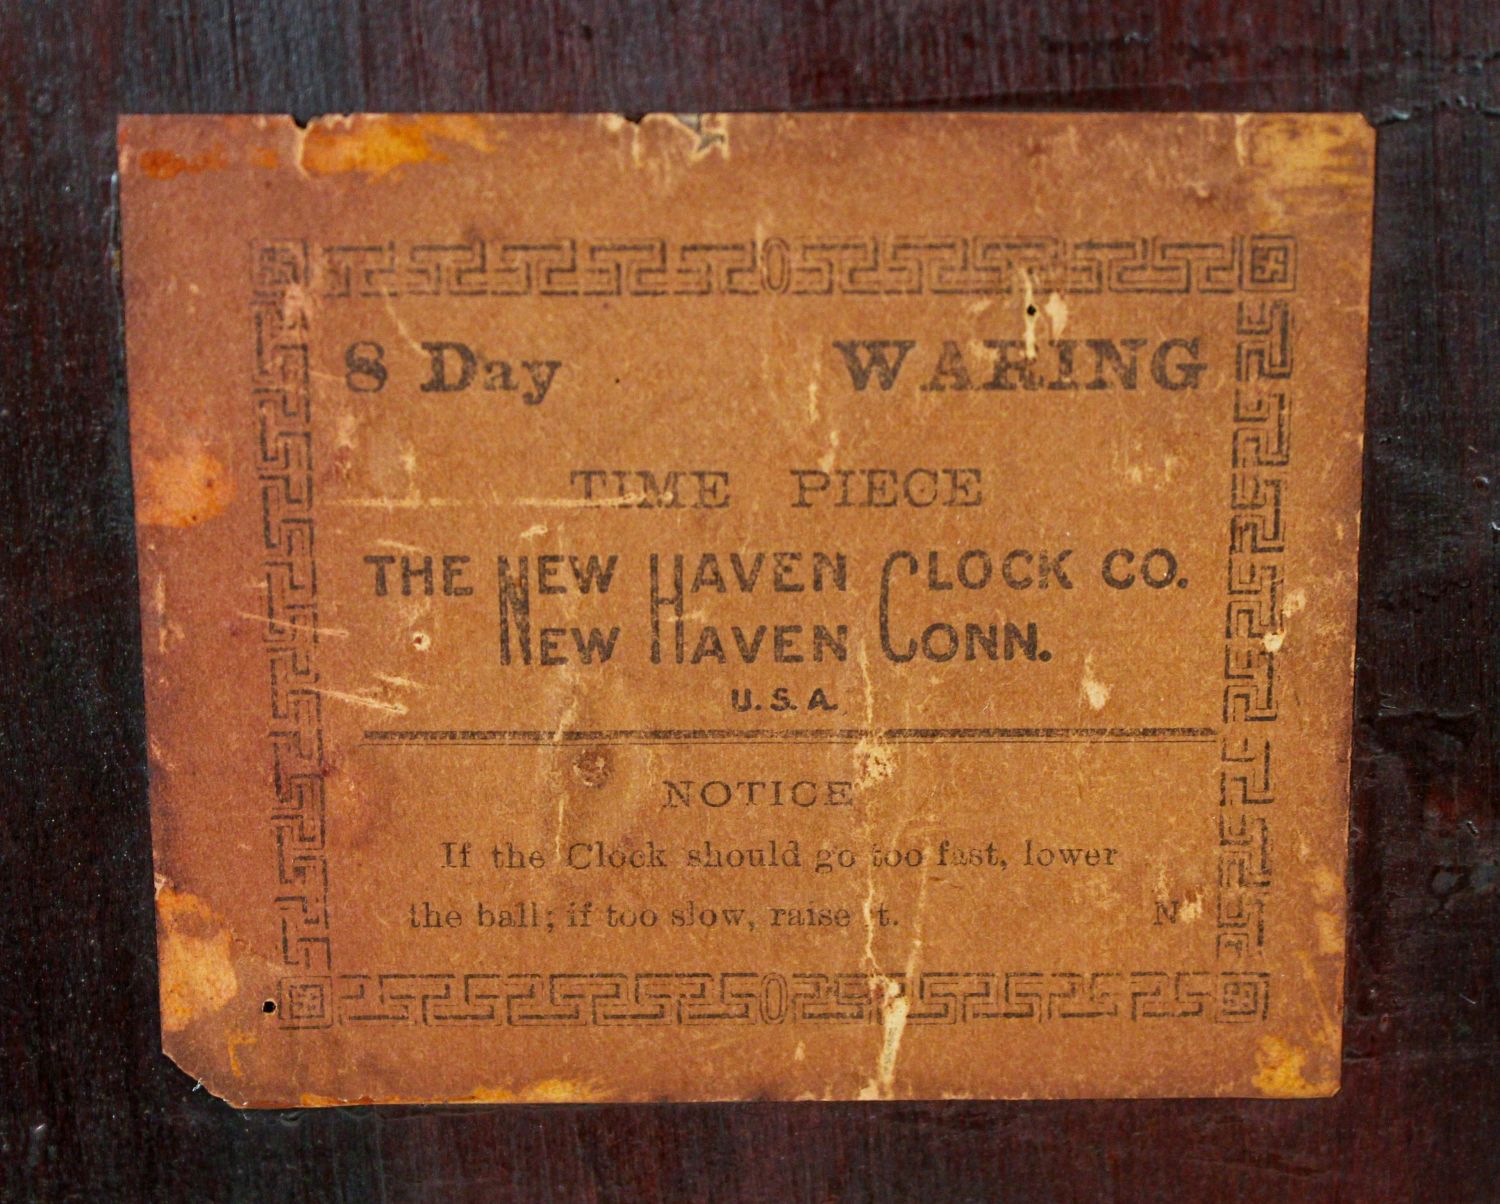 8 Day WARING
TIME PIECE
THE NEW HAVEN CLOCK CO.
NEW HAVEN CONN.
U.S.A.
NOTICE
If the Clock should go too fast, lower
the ball; if too slow, raise it. N